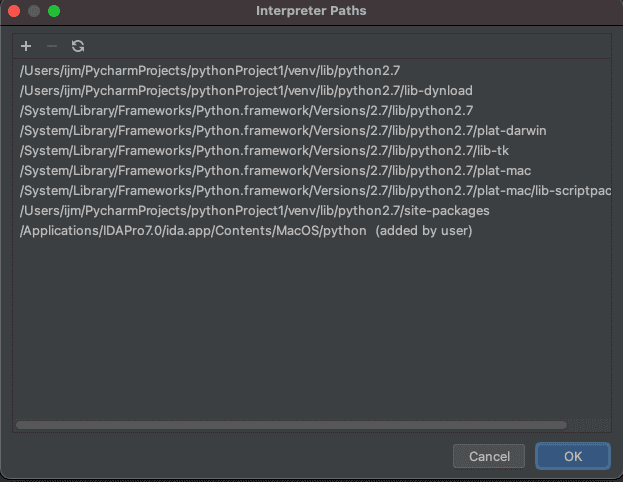 Interpreter Paths
/Users/ijm/PycharmProjects/pythonProject1/venv/lib/python2.7
/Users/ijm/PycharmProjects/pythonProject1/venv/lib/python2.7/lib-dynload
/System/Library/Frameworks/Python.framework/Versions/2.7/lib/python2.7
/System/Library/Frameworks/Python.framework/Versions/2.7/lib/python2.7/plat-darwin
/System/Library/Frameworks/Python.framework/Versions/2.7/lib/python2.7/lib-tk
/System/Library/Frameworks/Python.framework/Versions/2.7/lib/python2.7/plat-mac
/System/Library/Frameworks/Python.framework/Versions/2.7/lib/python2.7/plat-mac/lib-scriptpac
/Users/ijm/PycharmProjects/pythonProject1/venv/lib/python2.7/site-packages
/Applications/IDAPro7.0/ida.app/Contents/MacOS/python (added by user)
Cancel OK